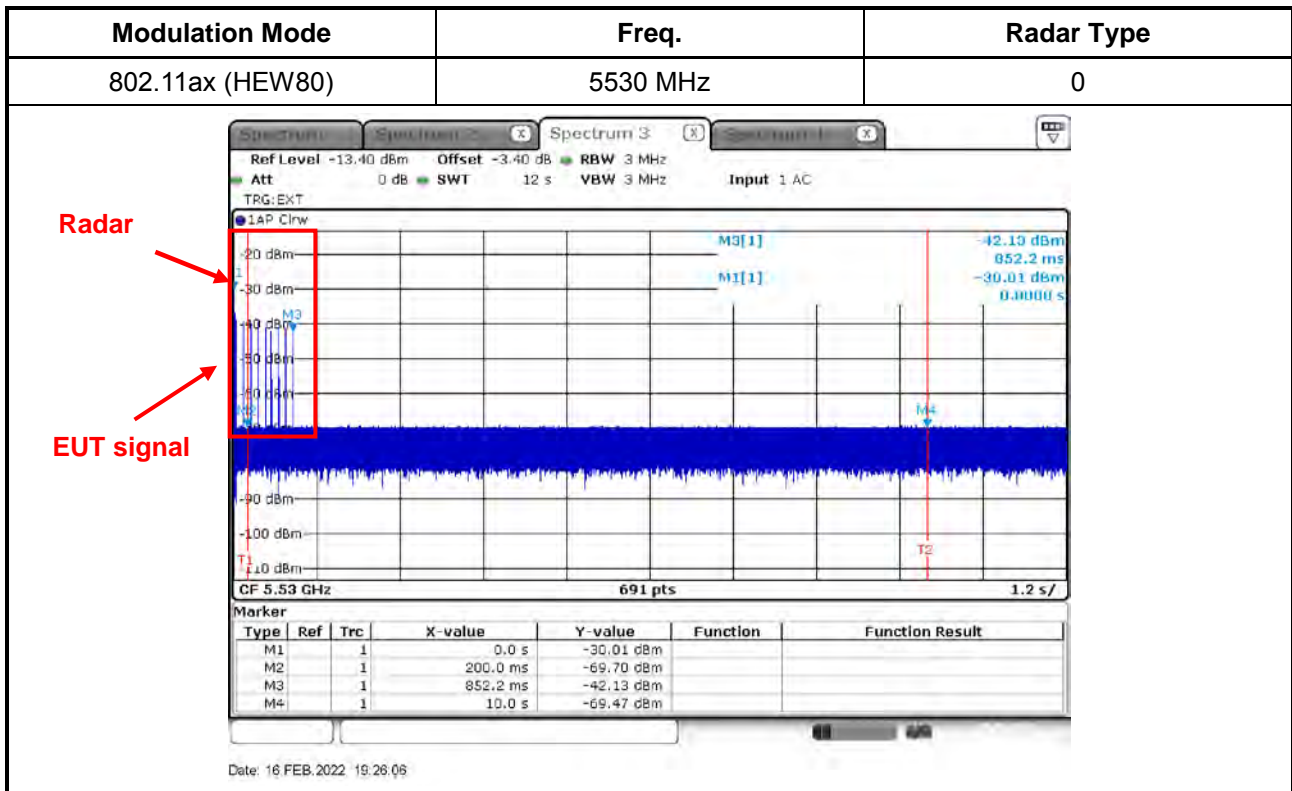 Modulation Mode Freq. Radar Type
802.11ax (HEW80) 5530 MHz 0
Spectrum 3
Ref Level -13.40 dBm Offset -3.40 dB RBW 3 MHz
Att 0 dB SWT 12 s VBW 3 MHz Input 1 AC
TRG:EXT
1AP Clrw
Radar
M3[1] -42.13 dBm
852.2 ms
M1[1] -30.01 dBm
0.0000 s
-20 dBm
-30 dBm
M3
-40 dBm
-50 dBm
M2
M4
EUT signal
-90 dBm
-100 dBm
T1
T2
CF 5.53 GHz 691 pts 1.2 s/
Marker
Type Ref Trc X-value Y-value Function Function Result
M1 1 0.0 s -30.01 dBm
M2 1 200.0 ms -69.70 dBm
M3 1 852.2 ms -42.13 dBm
M4 1 10.0 s -69.47 dBm
Date: 16 FEB.2022 19:26:06